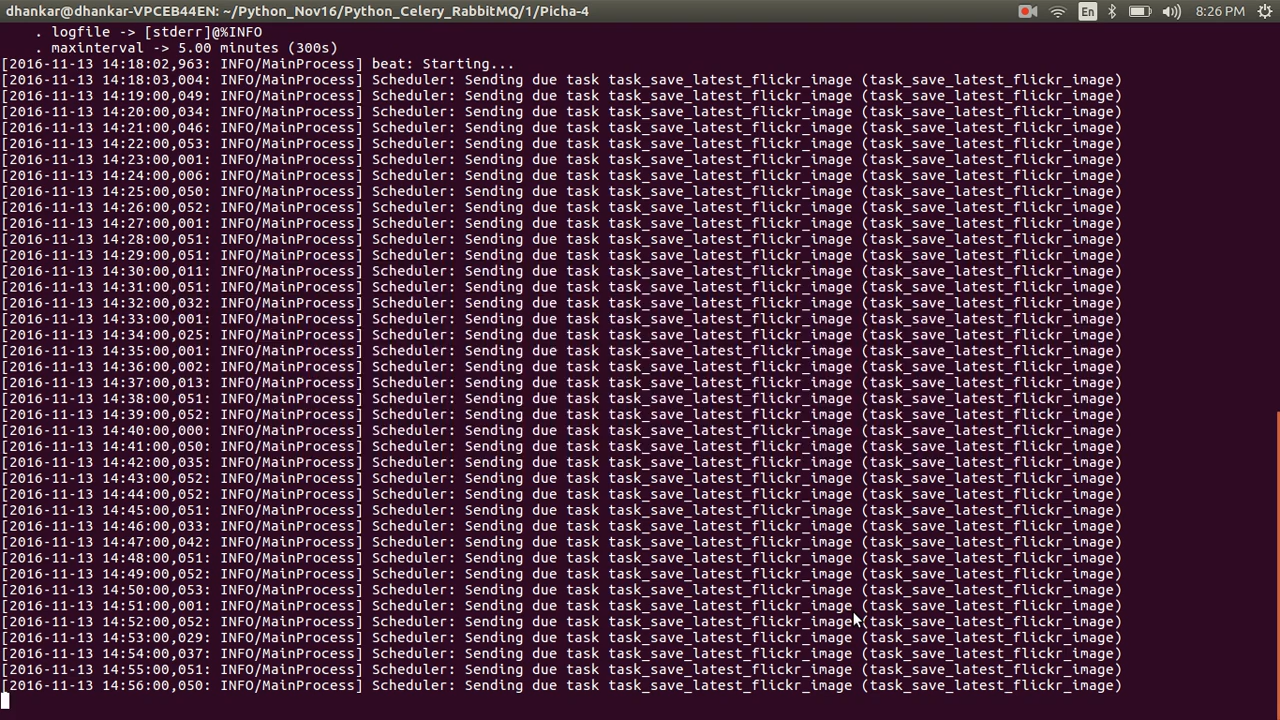 dhankar@dhankar-VPCEB44EN: ~/Python_Nov16/Python_Celery_RabbitMQ/1/Picha-4
En
8:26 PM
. logfile -> [stderr]@%INFO
. maxinterval -> 5.00 minutes (300s)
[2016-11-13 14:18:02,963: INFO/MainProcess] beat: Starting...
[2016-11-13 14:18:03,004: INFO/MainProcess] Scheduler: Sending due task task_save_latest_flickr_image (task_save_latest_flickr_image)
[2016-11-13 14:19:00,049: INFO/MainProcess] Scheduler: Sending due task task_save_latest_flickr_image (task_save_latest_flickr_image)
[2016-11-13 14:20:00,034: INFO/MainProcess] Scheduler: Sending due task task_save_latest_flickr_image (task_save_latest_flickr_image)
[2016-11-13 14:21:00,046: INFO/MainProcess] Scheduler: Sending due task task_save_latest_flickr_image (task_save_latest_flickr_image)
[2016-11-13 14:22:00,053: INFO/MainProcess] Scheduler: Sending due task task_save_latest_flickr_image (task_save_latest_flickr_image)
[2016-11-13 14:23:00,001: INFO/MainProcess] Scheduler: Sending due task task_save_latest_flickr_image (task_save_latest_flickr_image)
[2016-11-13 14:24:00,006: INFO/MainProcess] Scheduler: Sending due task task_save_latest_flickr_image (task_save_latest_flickr_image)
[2016-11-13 14:25:00,050: INFO/MainProcess] Scheduler: Sending due task task_save_latest_flickr_image (task_save_latest_flickr_image)
[2016-11-13 14:26:00,052: INFO/MainProcess] Scheduler: Sending due task task_save_latest_flickr_image (task_save_latest_flickr_image)
[2016-11-13 14:27:00,001: INFO/MainProcess] Scheduler: Sending due task task_save_latest_flickr_image (task_save_latest_flickr_image)
[2016-11-13 14:28:00,051: INFO/MainProcess] Scheduler: Sending due task task_save_latest_flickr_image (task_save_latest_flickr_image)
[2016-11-13 14:29:00,051: INFO/MainProcess] Scheduler: Sending due task task_save_latest_flickr_image (task_save_latest_flickr_image)
[2016-11-13 14:30:00,011: INFO/MainProcess] Scheduler: Sending due task task_save_latest_flickr_image (task_save_latest_flickr_image)
[2016-11-13 14:31:00,051: INFO/MainProcess] Scheduler: Sending due task task_save_latest_flickr_image (task_save_latest_flickr_image)
[2016-11-13 14:32:00,032: INFO/MainProcess] Scheduler: Sending due task task_save_latest_flickr_image (task_save_latest_flickr_image)
[2016-11-13 14:33:00,001: INFO/MainProcess] Scheduler: Sending due task task_save_latest_flickr_image (task_save_latest_flickr_image)
[2016-11-13 14:34:00,025: INFO/MainProcess] Scheduler: Sending due task task_save_latest_flickr_image (task_save_latest_flickr_image)
[2016-11-13 14:35:00,001: INFO/MainProcess] Scheduler: Sending due task task_save_latest_flickr_image (task_save_latest_flickr_image)
[2016-11-13 14:36:00,002: INFO/MainProcess] Scheduler: Sending due task task_save_latest_flickr_image (task_save_latest_flickr_image)
[2016-11-13 14:37:00,013: INFO/MainProcess] Scheduler: Sending due task task_save_latest_flickr_image (task_save_latest_flickr_image)
[2016-11-13 14:38:00,051: INFO/MainProcess] Scheduler: Sending due task task_save_latest_flickr_image (task_save_latest_flickr_image)
[2016-11-13 14:39:00,052: INFO/MainProcess] Scheduler: Sending due task task_save_latest_flickr_image (task_save_latest_flickr_image)
[2016-11-13 14:40:00,000: INFO/MainProcess] Scheduler: Sending due task task_save_latest_flickr_image (task_save_latest_flickr_image)
[2016-11-13 14:41:00,050: INFO/MainProcess] Scheduler: Sending due task task_save_latest_flickr_image (task_save_latest_flickr_image)
[2016-11-13 14:42:00,035: INFO/MainProcess] Scheduler: Sending due task task_save_latest_flickr_image (task_save_latest_flickr_image)
[2016-11-13 14:43:00,052: INFO/MainProcess] Scheduler: Sending due task task_save_latest_flickr_image (task_save_latest_flickr_image)
[2016-11-13 14:44:00,052: INFO/MainProcess] Scheduler: Sending due task task_save_latest_flickr_image (task_save_latest_flickr_image)
[2016-11-13 14:45:00,051: INFO/MainProcess] Scheduler: Sending due task task_save_latest_flickr_image (task_save_latest_flickr_image)
[2016-11-13 14:46:00,033: INFO/MainProcess] Scheduler: Sending due task task_save_latest_flickr_image (task_save_latest_flickr_image)
[2016-11-13 14:47:00,042: INFO/MainProcess] Scheduler: Sending due task task_save_latest_flickr_image (task_save_latest_flickr_image)
[2016-11-13 14:48:00,051: INFO/MainProcess] Scheduler: Sending due task task_save_latest_flickr_image (task_save_latest_flickr_image)
[2016-11-13 14:49:00,052: INFO/MainProcess] Scheduler: Sending due task task_save_latest_flickr_image (task_save_latest_flickr_image)
[2016-11-13 14:50:00,053: INFO/MainProcess] Scheduler: Sending due task task_save_latest_flickr_image (task_save_latest_flickr_image)
[2016-11-13 14:51:00,001: INFO/MainProcess] Scheduler: Sending due task task_save_latest_flickr_image (task_save_latest_flickr_image)
[2016-11-13 14:52:00,052: INFO/MainProcess] Scheduler: Sending due task task_save_latest_flickr_image (task_save_latest_flickr_image)
[2016-11-13 14:53:00,029: INFO/MainProcess] Scheduler: Sending due task task_save_latest_flickr_image (task_save_latest_flickr_image)
[2016-11-13 14:54:00,037: INFO/MainProcess] Scheduler: Sending due task task_save_latest_flickr_image (task_save_latest_flickr_image)
[2016-11-13 14:55:00,051: INFO/MainProcess] Scheduler: Sending due task task_save_latest_flickr_image (task_save_latest_flickr_image)
[2016-11-13 14:56:00,050: INFO/MainProcess] Scheduler: Sending due task task_save_latest_flickr_image (task_save_latest_flickr_image)